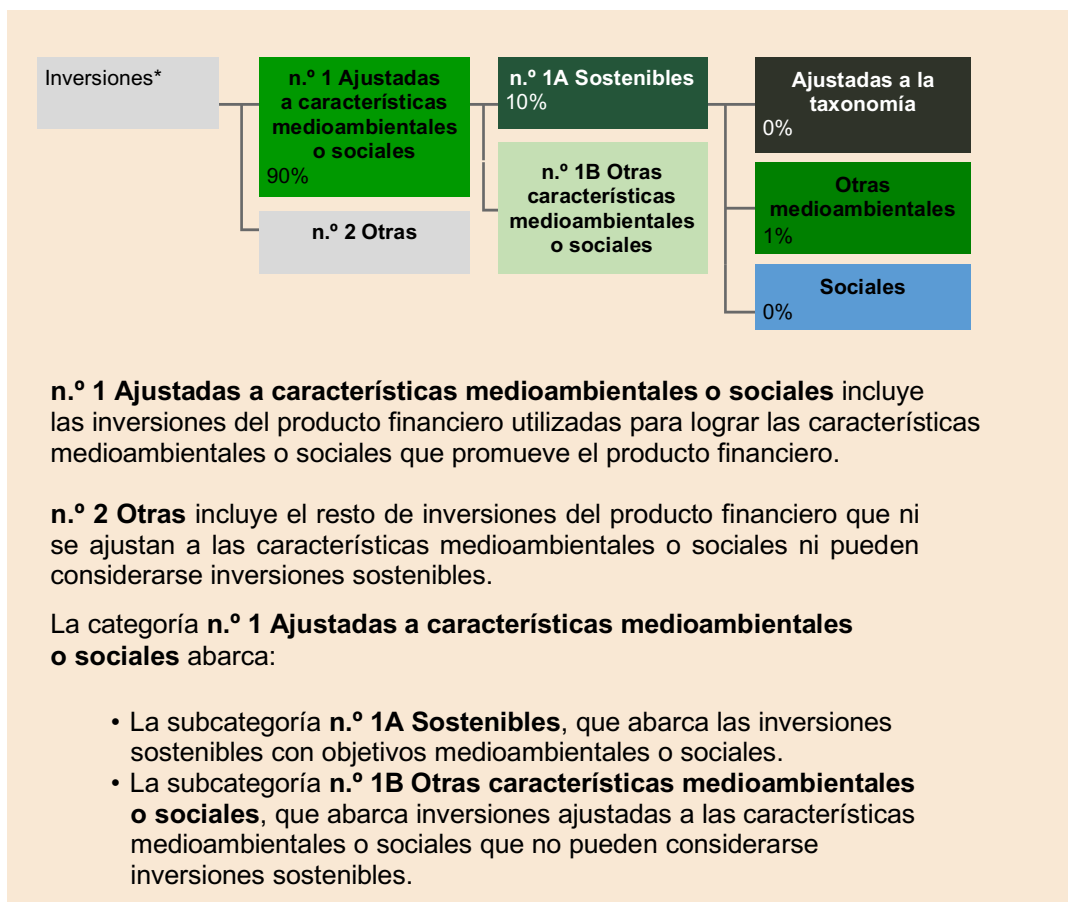 Inversiones*
n.º 1 Ajustadas
a características
medioambientales
o sociales
90%
n.º 2 Otras
n.º 1A Sostenibles
10%
n.º 1B Otras
características
medioambientales
o sociales
Ajustadas a la
taxonomía
0%
Otras
medioambientales
1%
Sociales
0%
n.º 1 Ajustadas a características medioambientales o sociales incluye
las inversiones del producto financiero utilizadas para lograr las características
medioambientales o sociales que promueve el producto financiero.
n.º 2 Otras incluye el resto de inversiones del producto financiero que ni
se ajustan a las características medioambientales o sociales ni pueden
considerarse inversiones sostenibles.
La categoría n.º 1 Ajustadas a características medioambientales
o sociales abarca:
• La subcategoría n.º 1A Sostenibles, que abarca las inversiones
sostenibles con objetivos medioambientales o sociales.
• La subcategoría n.º 1B Otras características medioambientales
o sociales, que abarca inversiones ajustadas a las características
medioambientales o sociales que no pueden considerarse
inversiones sostenibles.